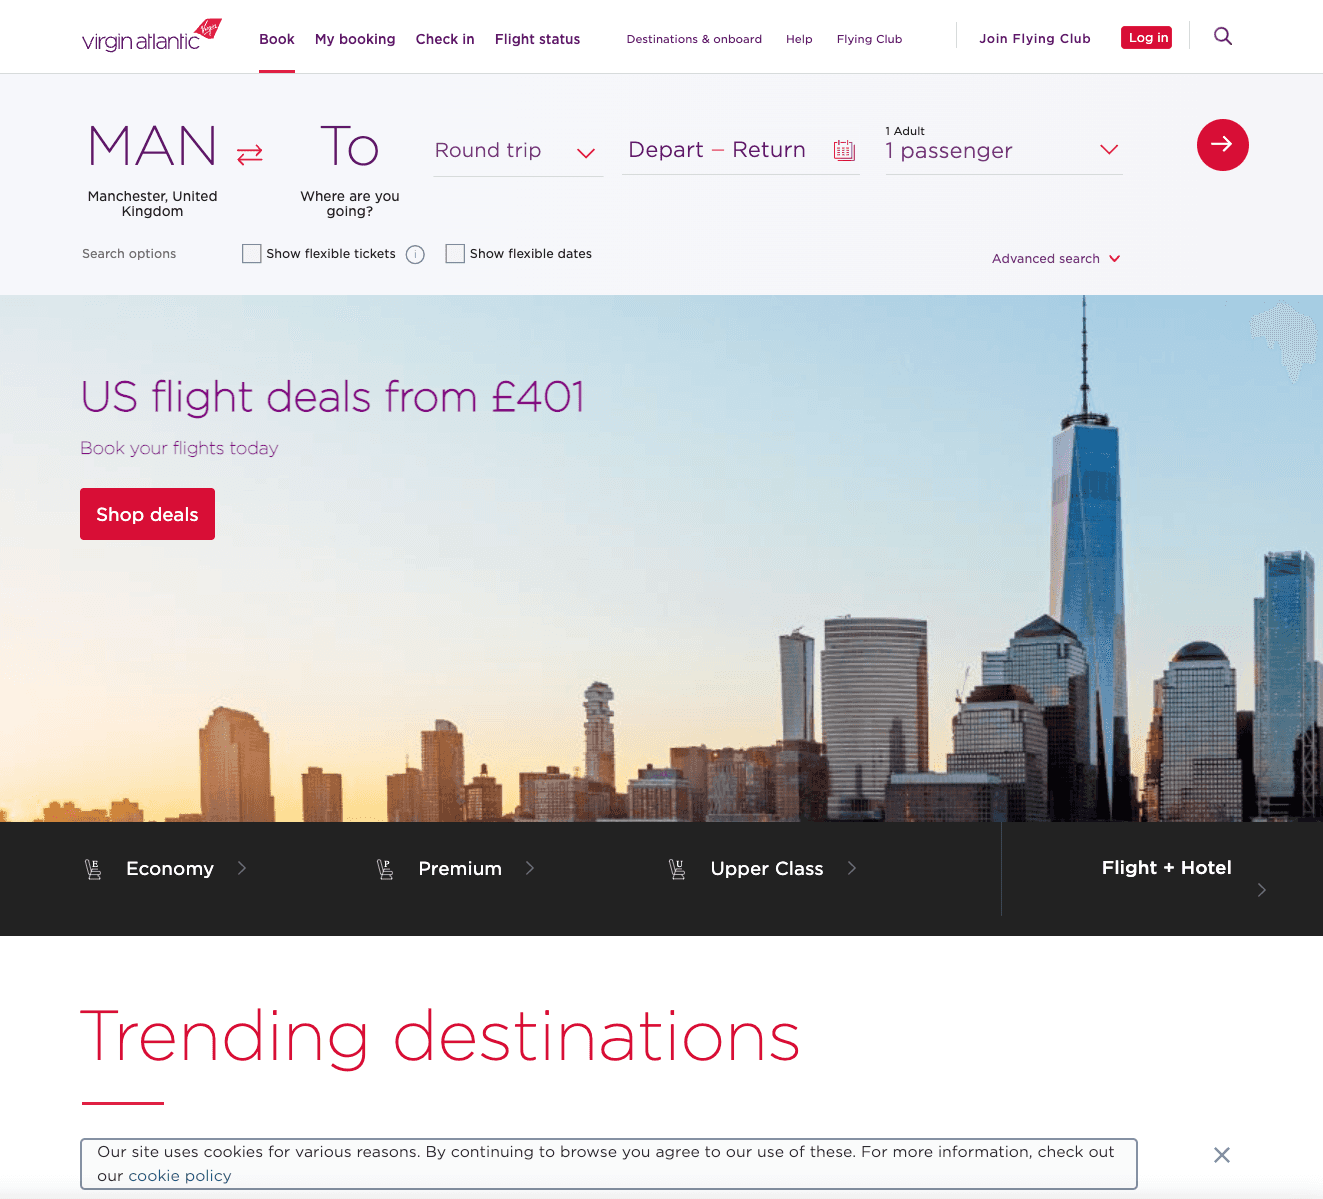 virgin atlantic
Book
My booking
Check in
Flight status
Destinations & onboard
Help
Flying Club
Join Flying Club
Log in
MAN
Manchester, United
Kingdom
To
Where are you
going?
Round trip
Depart – Return
1 Adult
1 passenger
Search options
Show flexible tickets
i
Show flexible dates
Advanced search
US flight deals from £401
Book your flights today
Shop deals
E
Economy
P
Premium
U
Upper Class
Flight + Hotel
Trending destinations
Our site uses cookies for various reasons. By continuing to browse you agree to our use of these. For more information, check out
our cookie policy